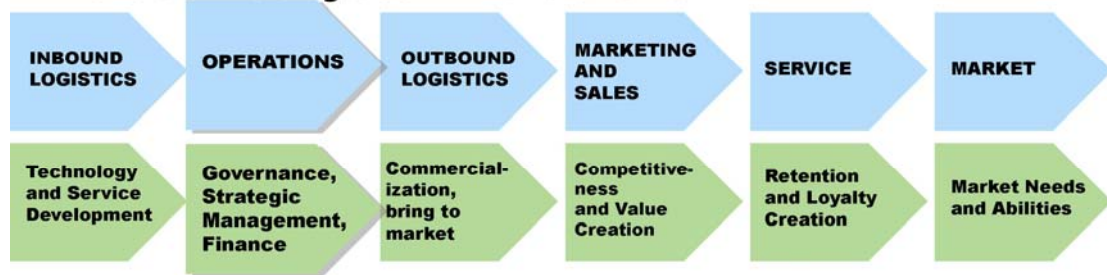 INBOUND
LOGISTICS
OPERATIONS
OUTBOUND
LOGISTICS
MARKETING
AND
SALES
SERVICE
MARKET
Technology
and Service
Development
Governance,
Strategic
Management,
Finance
Commercial-
ization,
bring to
market
Competitive-
ness
and Value
Creation
Retention
and Loyalty
Creation
Market Needs
and Abilities